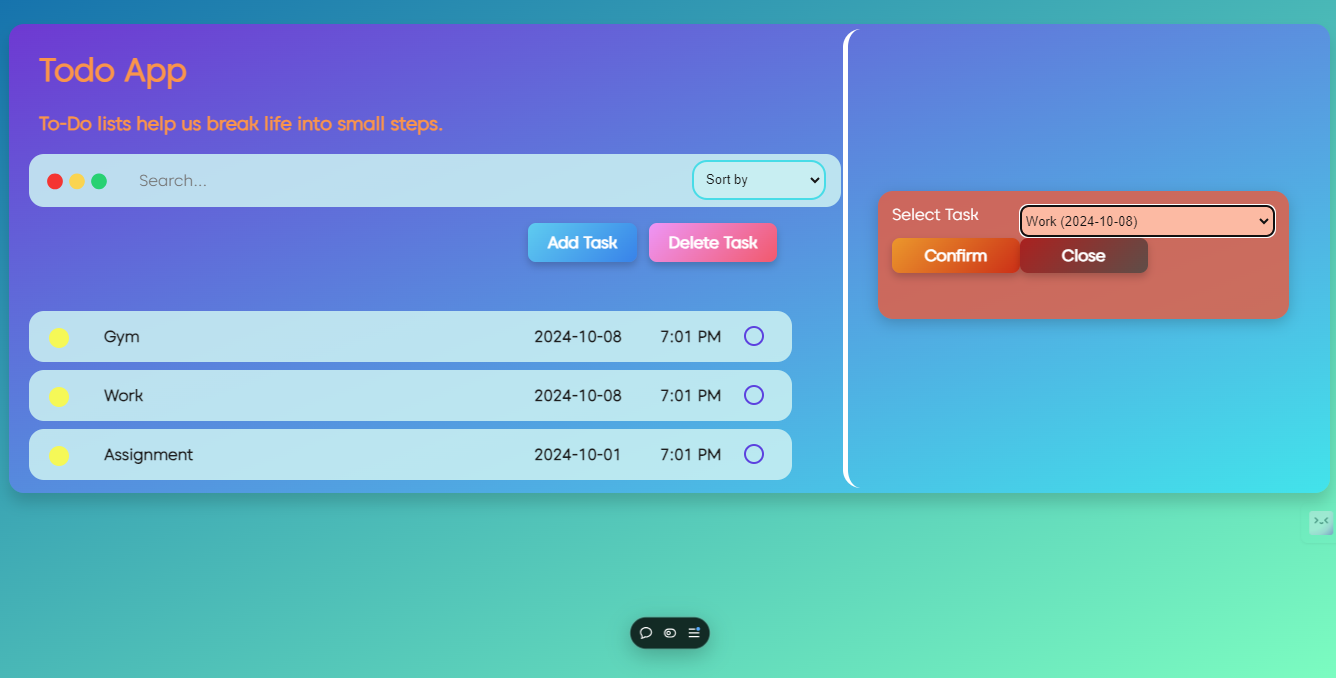 Todo App
To-Do lists help us break life into small steps.
Search... Sort by
Add Task Delete Task
Gym 2024-10-08 7:01 PM
Work 2024-10-08 7:01 PM
Assignment 2024-10-01 7:01 PM
Select Task Work (2024-10-08)
Confirm Close